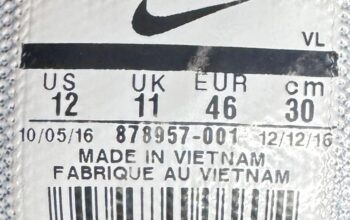 VL
US UK EUR cm
12 11 46 30
10/05/16 878957-001 12/12/16
MADE IN VIETNAM
FABRIQUE AU VIETNAM